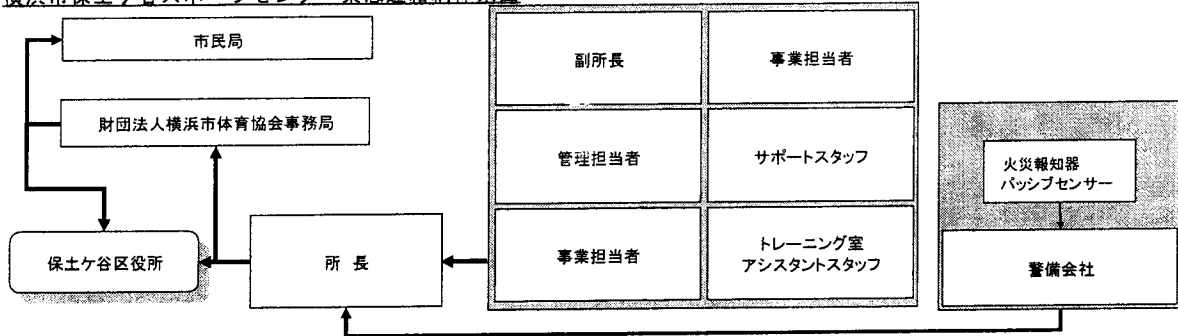 市民局
財団法人横浜市体育協会事務局
保土ケ谷区役所
所 長
副所長
事業担当者
管理担当者
サポートスタッフ
事業担当者
トレーニング室
アシスタントスタッフ
火災報知器
パッシブセンサー
警備会社